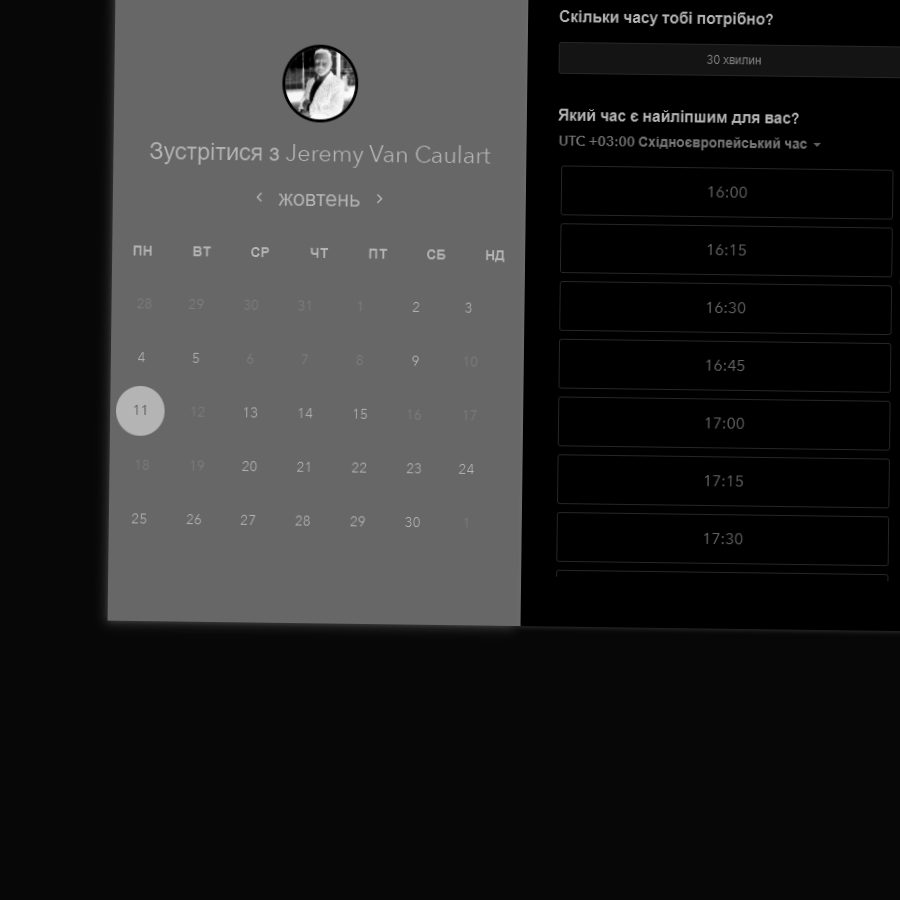 Зустрітися з Jeremy Van Caulart
жовтень
ПН ВТ СР ЧТ ПТ СБ НД
28 29 30 31 1 2 3
4 5 6 7 8 9 10
11 12 13 14 15 16 17
18 19 20 21 22 23 24
25 26 27 28 29 30 1
Скільки часу тобі потрібно?
30 хвилин
Який час є найліпшим для вас?
UTC +03:00 Східноєвропейський час
16:00
16:15
16:30
16:45
17:00
17:15
17:30